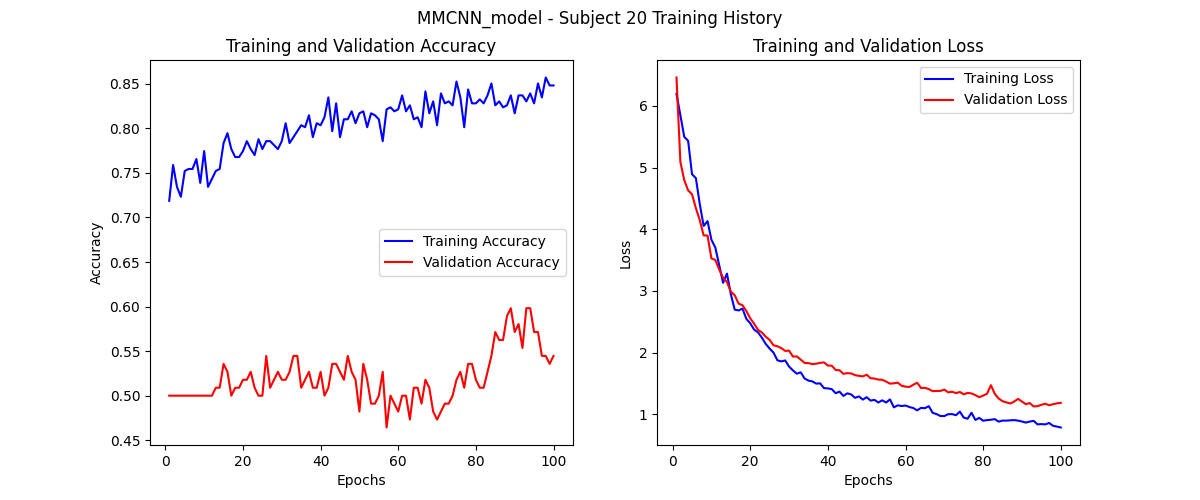 MMCNN_model - Subject 20 Training History
Training and Validation Accuracy
Accuracy
0.85
0.80
0.75
0.70
0.65
0.60
0.55
0.50
0.45
Training Accuracy
Validation Accuracy
0 20 40 60 80 100
Epochs
Training and Validation Loss
Loss
6
5
4
3
2
1
Training Loss
Validation Loss
0 20 40 60 80 100
Epochs